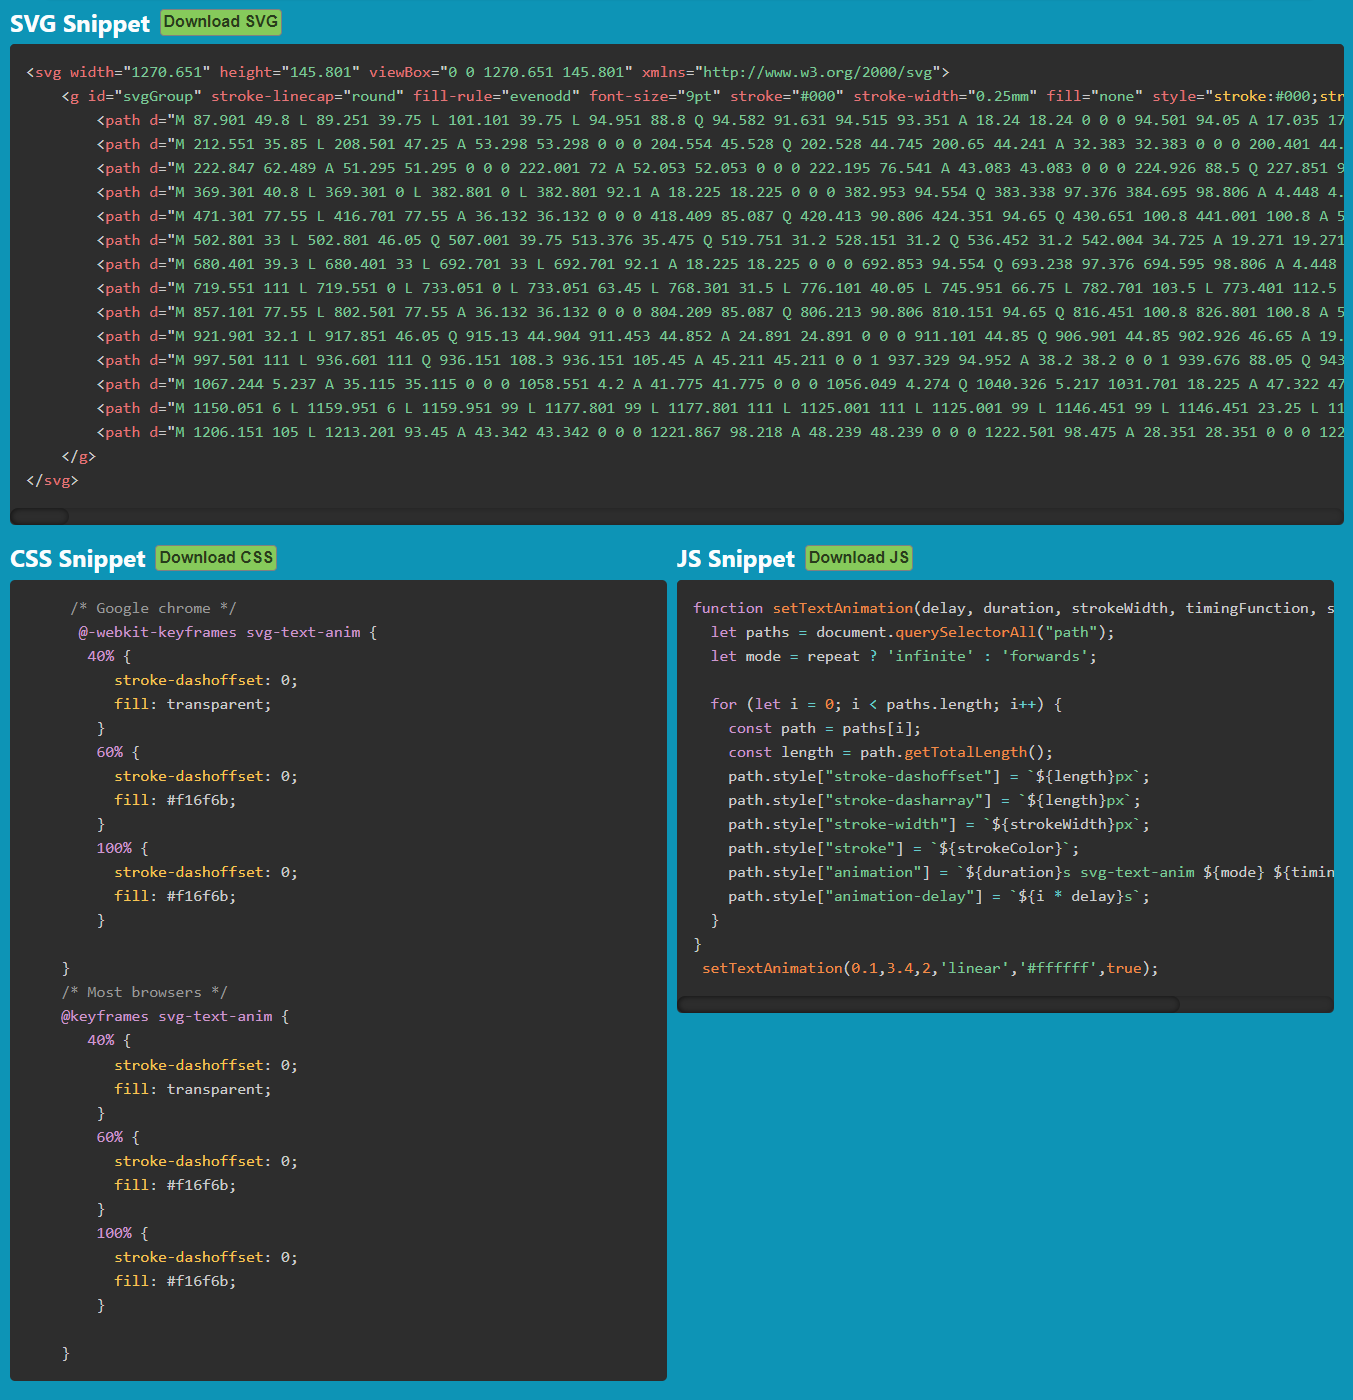 SVG Snippet Download SVG
<svg width="1270.651" height="145.801" viewBox="0 0 1270.651 145.801" xmlns="http://www.w3.org/2000/svg">
<g id="svgGroup" stroke-linecap="round" fill-rule="evenodd" font-size="9pt" stroke="#000" stroke-width="0.25mm" fill="none" style="stroke:#000;str
<path d="M 87.901 49.8 L 89.251 39.75 L 101.101 39.75 L 94.951 88.8 Q 94.582 91.631 94.515 93.351 A 18.24 18.24 0 0 0 94.501 94.05 A 17.035 17
<path d="M 212.551 35.85 L 208.501 47.25 A 53.298 53.298 0 0 0 204.554 45.528 Q 202.528 44.745 200.65 44.241 A 32.383 32.383 0 0 0 200.401 44.
<path d="M 222.847 62.489 A 51.295 51.295 0 0 0 222.001 72 A 52.053 52.053 0 0 0 222.195 76.541 A 43.083 43.083 0 0 0 224.926 88.5 Q 227.851 9
<path d="M 369.301 40.8 L 369.301 0 L 382.801 0 L 382.801 92.1 A 18.225 18.225 0 0 0 382.953 94.554 Q 383.338 97.376 384.695 98.806 A 4.448 4.
<path d="M 471.301 77.55 L 416.701 77.55 A 36.132 36.132 0 0 0 418.409 85.087 Q 420.413 90.806 424.351 94.65 Q 430.651 100.8 441.001 100.8 A 5
<path d="M 502.801 33 L 502.801 46.05 Q 507.001 39.75 513.376 35.475 Q 519.751 31.2 528.151 31.2 Q 536.452 31.2 542.004 34.725 A 19.271 19.271
<path d="M 680.401 39.3 L 680.401 33 L 692.701 33 L 692.701 92.1 A 18.225 18.225 0 0 0 692.853 94.554 Q 693.238 97.376 694.595 98.806 A 4.448
<path d="M 719.551 111 L 719.551 0 L 733.051 0 L 733.051 63.45 L 768.301 31.5 L 776.101 40.05 L 745.951 66.75 L 782.701 103.5 L 773.401 112.5
<path d="M 857.101 77.55 L 802.501 77.55 A 36.132 36.132 0 0 0 804.209 85.087 Q 806.213 90.806 810.151 94.65 Q 816.451 100.8 826.801 100.8 A 5
<path d="M 921.901 32.1 L 917.851 46.05 Q 915.13 44.904 911.453 44.852 A 24.891 24.891 0 0 0 911.101 44.85 Q 906.901 44.85 902.926 46.65 A 19.
<path d="M 997.501 111 L 936.601 111 Q 936.151 108.3 936.151 105.45 A 45.211 45.211 0 0 1 937.329 94.952 A 38.2 38.2 0 0 1 939.676 88.05 Q 943
<path d="M 1067.244 5.237 A 35.115 35.115 0 0 0 1058.551 4.2 A 41.775 41.775 0 0 0 1056.049 4.274 Q 1040.326 5.217 1031.701 18.225 A 47.322 47
<path d="M 1150.051 6 L 1159.951 6 L 1159.951 99 L 1177.801 99 L 1177.801 111 L 1125.001 111 L 1125.001 99 L 1146.451 99 L 1146.451 23.25 L 11
<path d="M 1206.151 105 L 1213.201 93.45 A 43.342 43.342 0 0 0 1221.867 98.218 A 48.239 48.239 0 0 0 1222.501 98.475 A 28.351 28.351 0 0 0 122
</g>
</svg>
CSS Snippet Download CSS
/* Google chrome */
@-webkit-keyframes svg-text-anim {
40% {
stroke-dashoffset: 0;
fill: transparent;
}
60% {
stroke-dashoffset: 0;
fill: #f16f6b;
}
100% {
stroke-dashoffset: 0;
fill: #f16f6b;
}
}
/* Most browsers */
@keyframes svg-text-anim {
40% {
stroke-dashoffset: 0;
fill: transparent;
}
60% {
stroke-dashoffset: 0;
fill: #f16f6b;
}
100% {
stroke-dashoffset: 0;
fill: #f16f6b;
}
}
JS Snippet Download JS
function setTextAnimation(delay, duration, strokeWidth, timingFunction, s
let paths = document.querySelectorAll("path");
let mode = repeat ? 'infinite' : 'forwards';
for (let i = 0; i < paths.length; i++) {
const path = paths[i];
const length = path.getTotalLength();
path.style["stroke-dashoffset"] = `${length}px`;
path.style["stroke-dasharray"] = `${length}px`;
path.style["stroke-width"] = `${strokeWidth}px`;
path.style["stroke"] = `${strokeColor}`;
path.style["animation"] = `${duration}s svg-text-anim ${mode} ${timin
path.style["animation-delay"] = `${i * delay}s`;
}
}
setTextAnimation(0.1,3.4,2,'linear','#ffffff',true);